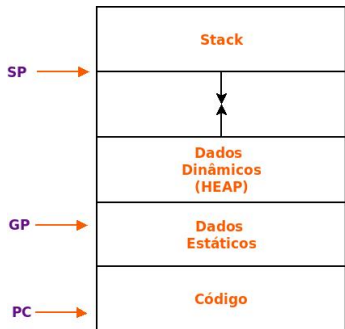 Stack
SP
Dados
Dinâmicos
(HEAP)
GP
Dados
Estáticos
Código
PC